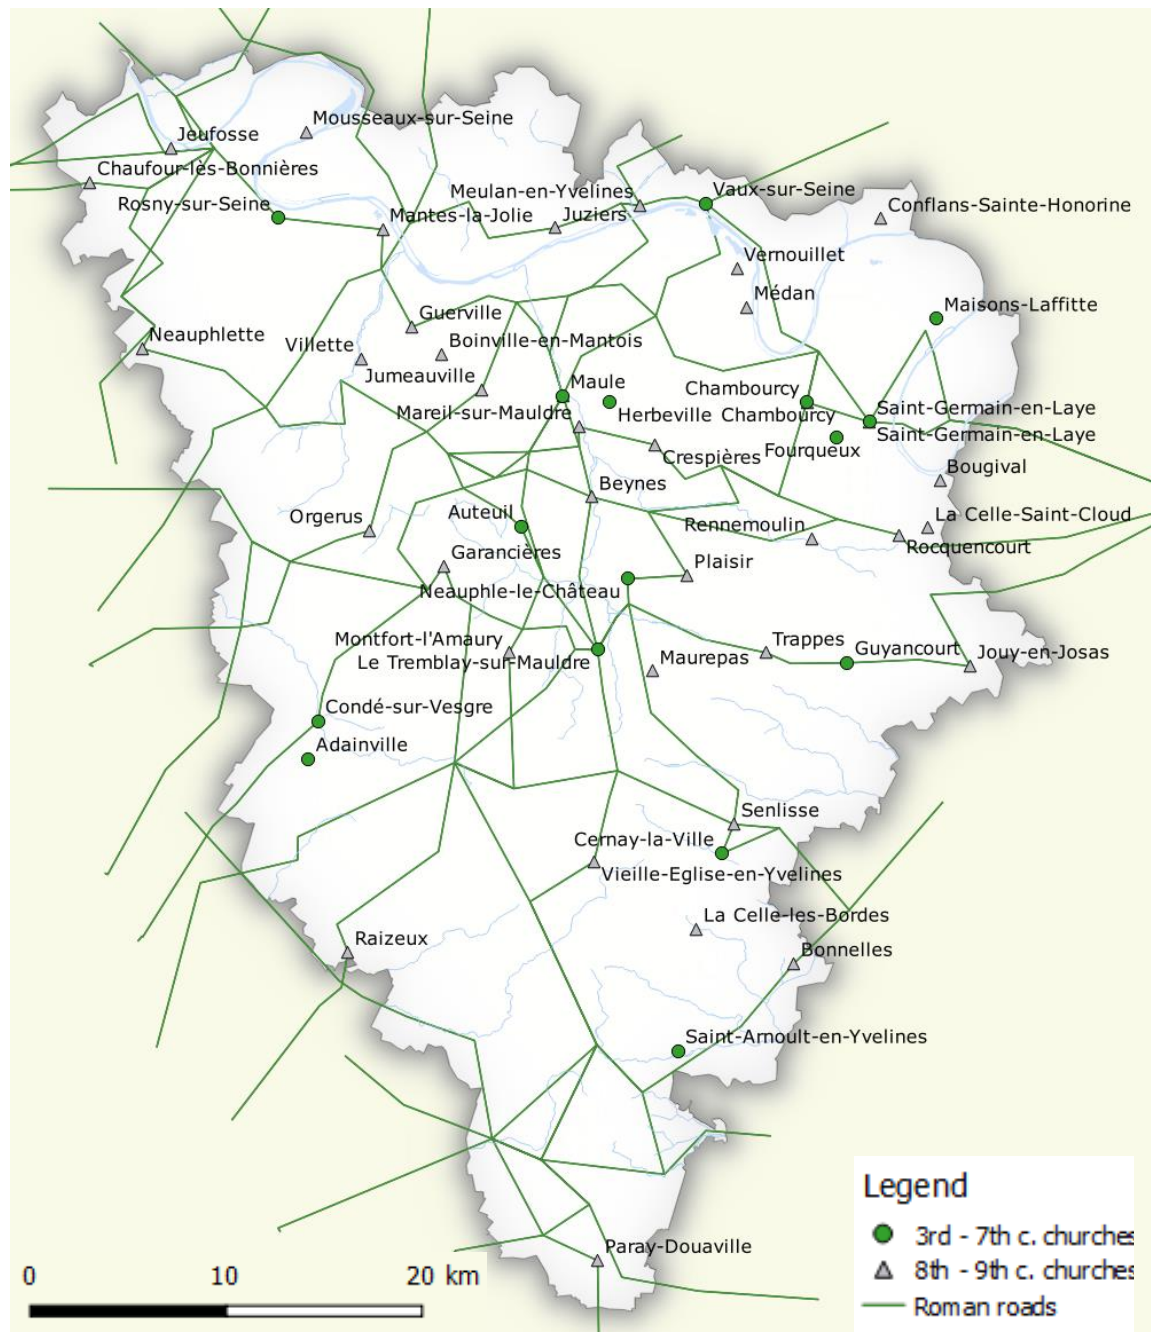 Mousseaux-sur-Seine
Jeufosse
Chaufour-lès-Bonnières
Rosny-sur-Seine
Meulan-en-Yvelines
Vaux-sur-Seine
Mantes-la-Jolie
Juziers
Conflans-Sainte-Honorine
Vernouillet
Médan
Maisons-Laffitte
Guerville
Neauphlette
Villette
Boinville-en-Mantois
Jumeauville
Maule
Chambourcy
Mareil-sur-Mauldre
Herbeville
Chambourcy
Saint-Germain-en-Laye
Saint-Germain-en-Laye
Crespières
Fourqueux
Bougival
Beynes
Orgerus
Auteuil
Rennemoulin
La Celle-Saint-Cloud
Rocquencourt
Garancières
Plaisir
Neauphle-le-Château
Montfort-l'Amaury
Le Tremblay-sur-Mauldre
Maurepas
Trappes
Guyancourt
Jouy-en-Josas
Condé-sur-Vesgre
Adainville
Senlisse
Cernay-la-Ville
Vieille-Eglise-en-Yvelines
La Celle-les-Bordes
Raizeux
Bonnelles
Saint-Arnoult-en-Yvelines
Paray-Douaville
Legend
3rd - 7th c. churches
8th - 9th c. churches
Roman roads
0 10 20 km